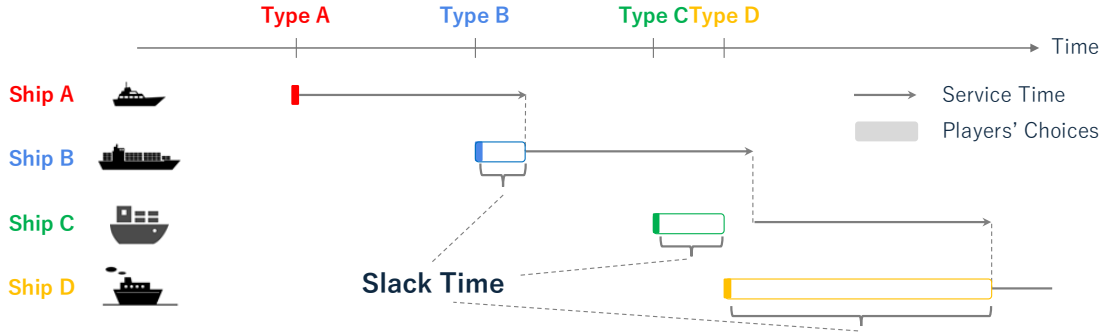 Type A
Type B
Type C
Type D
Time
Ship A
Service Time
Players' Choices
Ship B
Ship C
Slack Time
Ship D